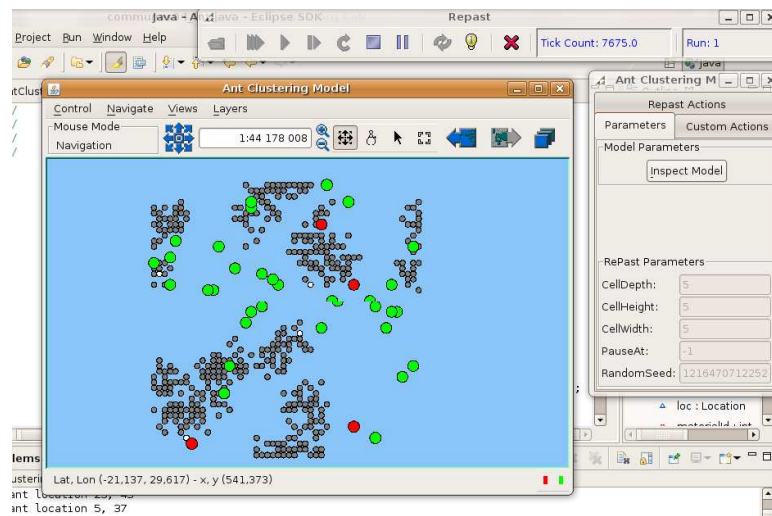 Java - Eclipse SDK
Repast
Project Run Window Help
Tick Count: 7675.0
Run: 1
Java
Ant Clustering Model
Ant Clustering M
Control Navigate Views Layers
Repast Actions
Mouse Mode
Navigation
1:44 178 008
Parameters
Custom Actions
Model Parameters
Inspect Model
RePast Parameters
CellDepth: 5
CellHeight: 5
CellWidth: 5
PauseAt: -1
RandomSeed: 1216470712252
loc : Location
Lat, Lon (-21,137, 29,617) - x, y (541,373)
ant location 5, 37